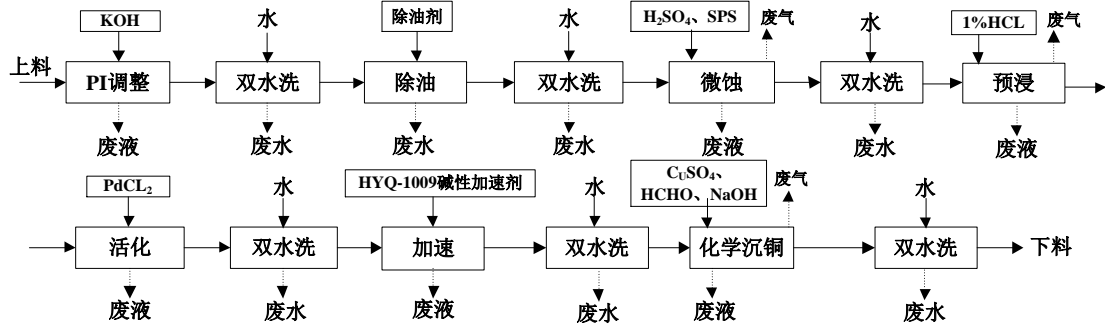 KOH
水
除油剂
水
H₂SO₄、SPS
废气
水
1%HCL
废气
上料
PI调整
双水洗
除油
双水洗
微蚀
双水洗
预浸
废液
废水
废液
废水
废液
废水
废液
PdCL₂
水
HYQ-1009碱性加速剂
水
CUSO₄、
HCHO、NaOH
废气
水
活化
双水洗
加速
双水洗
化学沉铜
双水洗
下料
废液
废水
废液
废水
废液
废水